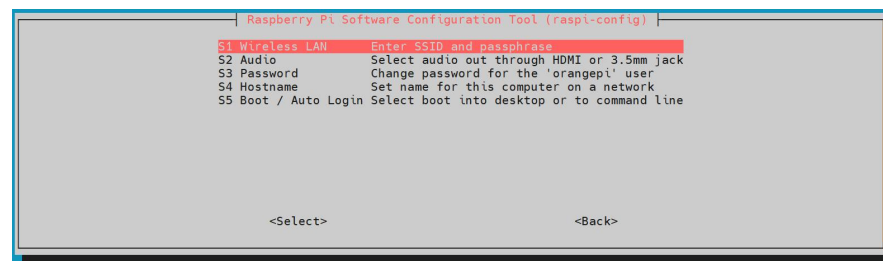 Raspberry Pi Software Configuration Tool (raspi-config)
S1 Wireless LAN Enter SSID and passphrase
S2 Audio Select audio out through HDMI or 3.5mm jack
S3 Password Change password for the 'orangepi' user
S4 Hostname Set name for this computer on a network
S5 Boot / Auto Login Select boot into desktop or to command line
<Select> <Back>